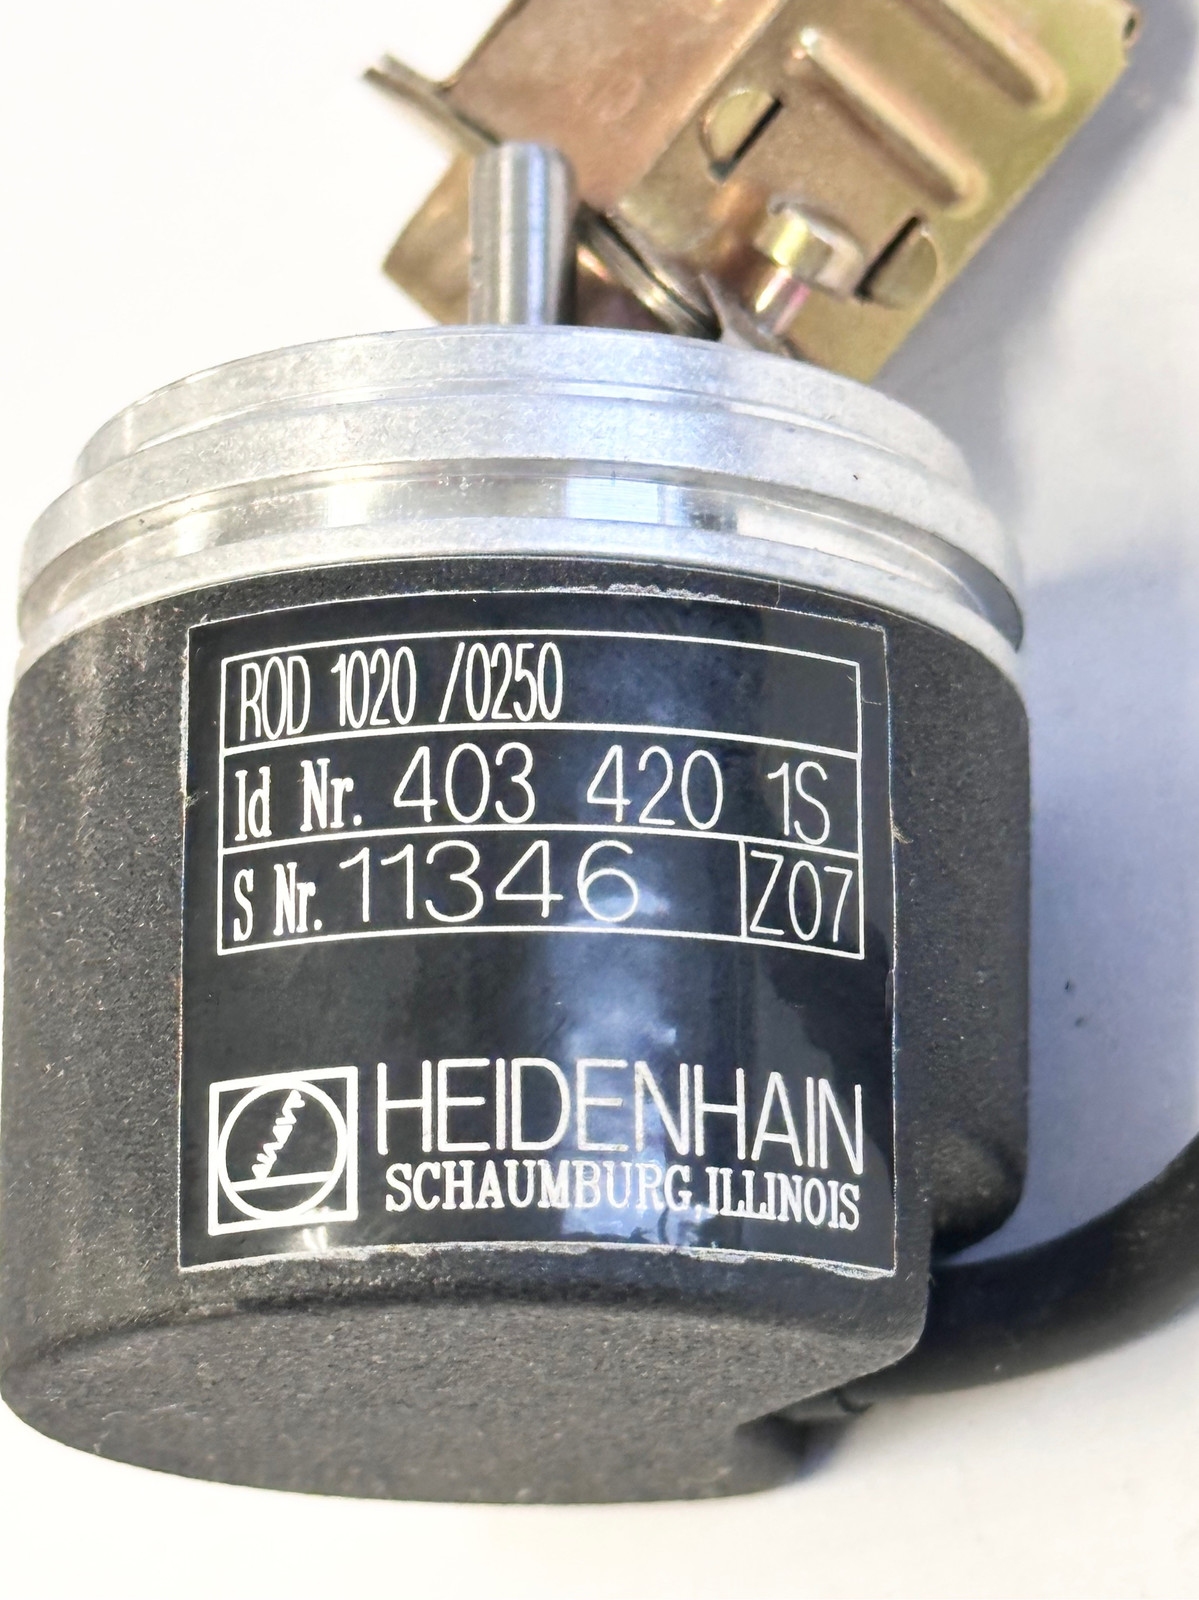 ROD 1020 /0250
Id Nr. 403 420 1S
S Nr. 11346 Z07
HEIDENHAIN
SCHAUMBURG, ILLINOIS